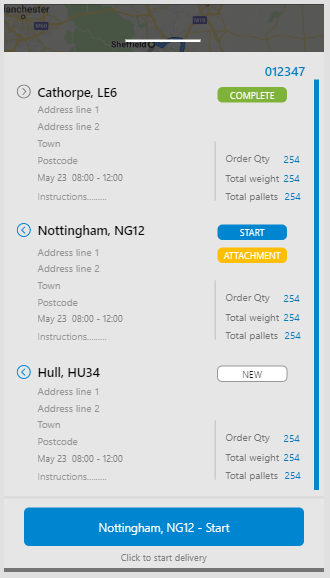 Manchester
M18
M1
Sheffield
012347
Cathorpe, LE6
COMPLETE
Address line 1
Address line 2
Town
Postcode
May 23 08:00 - 12:00
Instructions.........
Order Qty 254
Total weight 254
Total pallets 254
Nottingham, NG12
START
ATTACHMENT
Address line 1
Address line 2
Town
Postcode
May 23 08:00 - 12:00
Instructions.........
Order Qty 254
Total weight 254
Total pallets 254
Hull, HU34
NEW
Address line 1
Address line 2
Town
Postcode
May 23 08:00 - 12:00
Instructions.........
Order Qty 254
Total weight 254
Total pallets 254
Nottingham, NG12 - Start
Click to start delivery